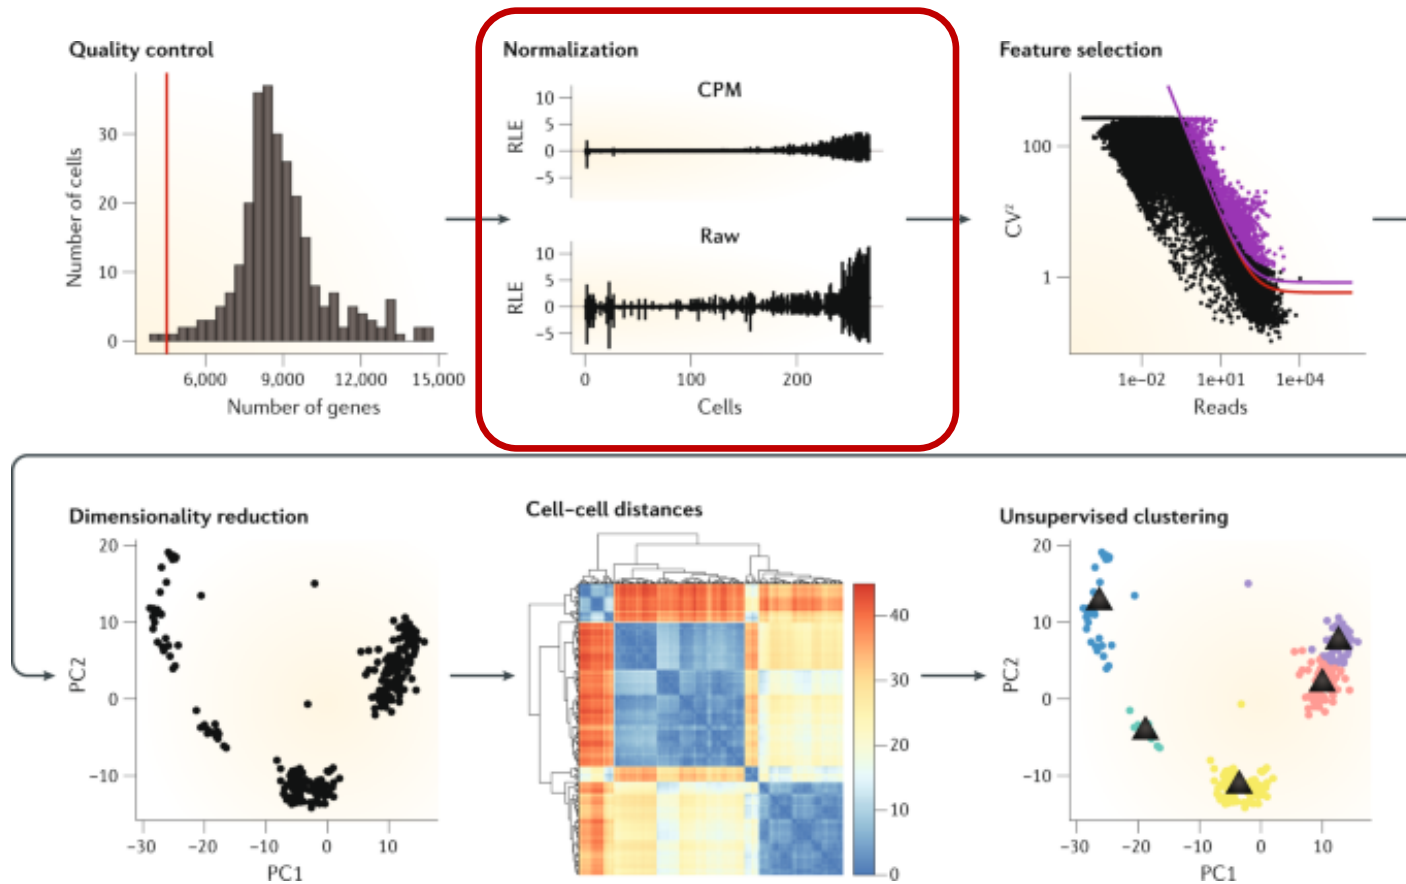 Quality control
Number of cells
30
20
10
0
6,000 9,000 12,000 15,000
Number of genes
Normalization
CPM
RLE
10
5
0
−5
Raw
RLE
10
5
0
−5
0 100 200
Cells
Feature selection
CV²
100
1
1e−02 1e+01 1e+04
Reads
Dimensionality reduction
PC2
20
10
0
−10
−30 −20 −10 0 10
PC1
Cell–cell distances
40
30
20
10
0
Unsupervised clustering
PC2
20
10
0
−10
−30 −20 −10 0 10
PC1